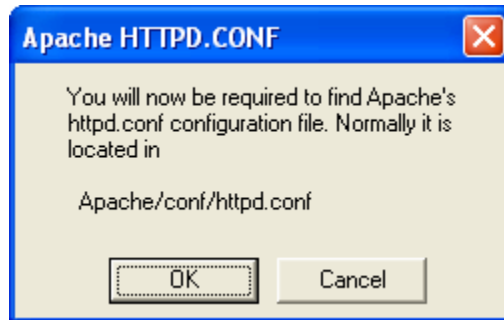 Apache HTTPD.CONF
You will now be required to find Apache's
httpd.conf configuration file. Normally it is
located in
Apache/conf/httpd.conf
OK
Cancel